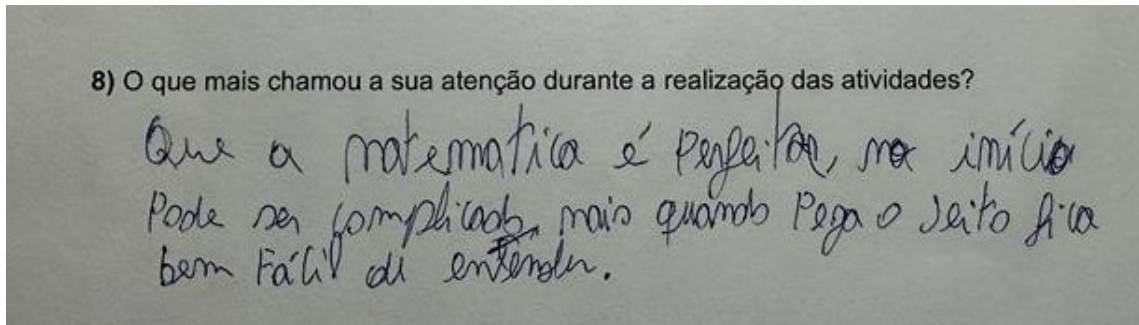 8) O que mais chamou a sua atenção durante a realização das atividades?
Que a matematica é Perfeita, no início
Pode ser complicado, mais quando Pega o Jeito fica
bem Fácil de entender.